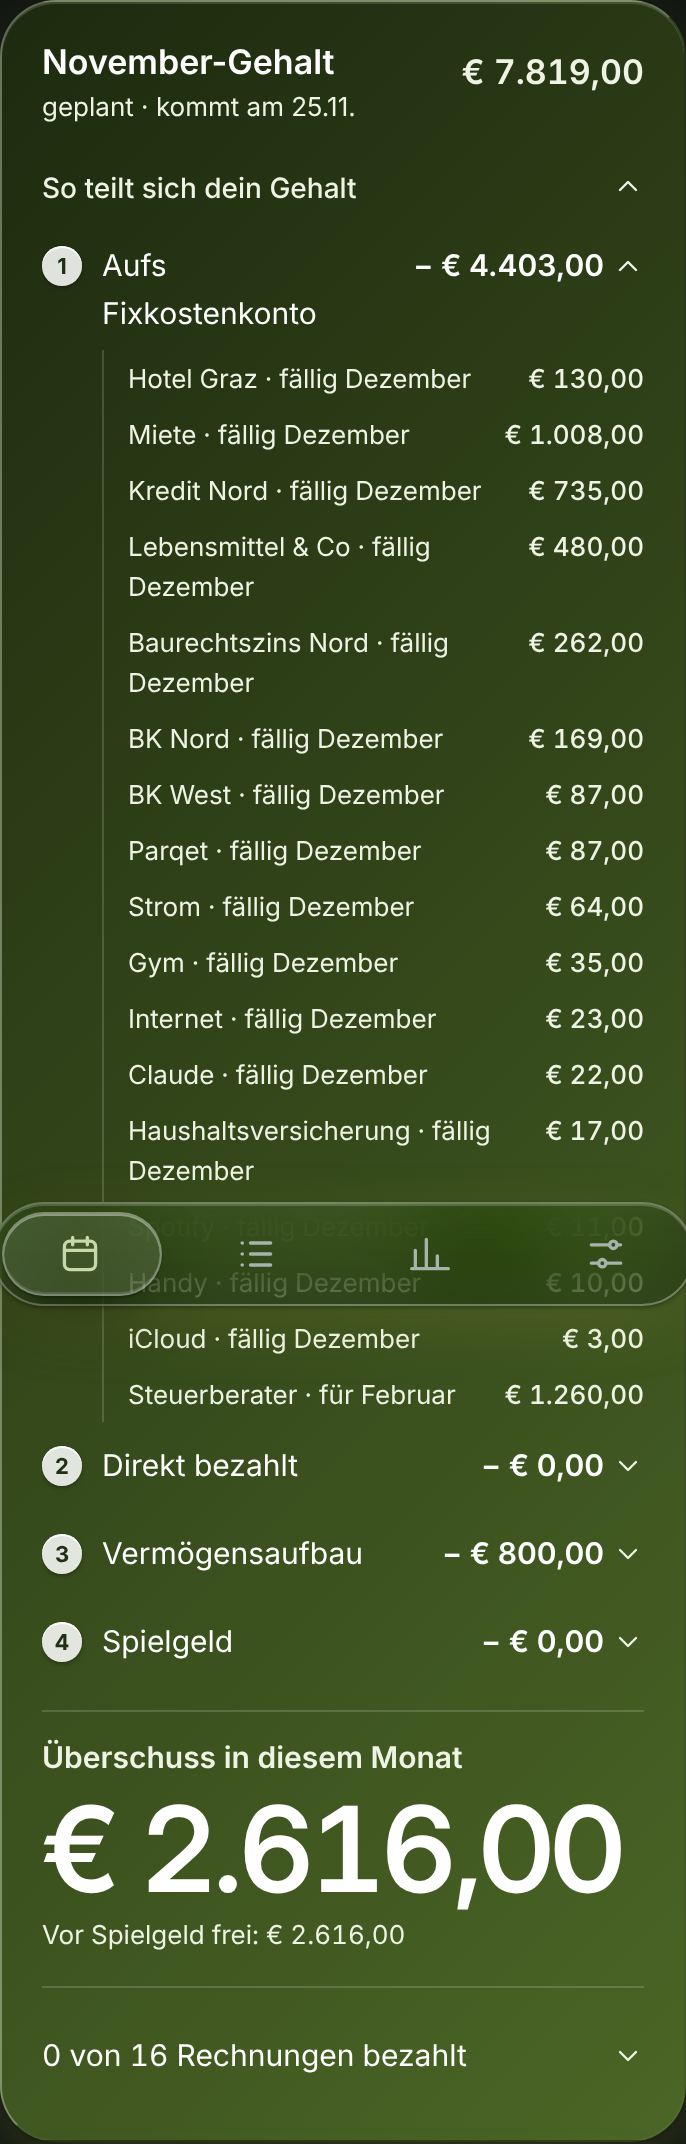 November-Gehalt
€ 7.819,00
geplant · kommt am 25.11.
So teilt sich dein Gehalt
1 Aufs Fixkostenkonto – € 4.403,00
Hotel Graz · fällig Dezember € 130,00
Miete · fällig Dezember € 1.008,00
Kredit Nord · fällig Dezember € 735,00
Lebensmittel & Co · fällig € 480,00
Dezember
Baurechtszins Nord · fällig € 262,00
Dezember
BK Nord · fällig Dezember € 169,00
BK West · fällig Dezember € 87,00
Parqet · fällig Dezember € 87,00
Strom · fällig Dezember € 64,00
Gym · fällig Dezember € 35,00
Internet · fällig Dezember € 23,00
Claude · fällig Dezember € 22,00
Haushaltsversicherung · fällig € 17,00
Dezember
Spotify · fällig Dezember € 11,00
Handy · fällig Dezember € 10,00
iCloud · fällig Dezember € 3,00
Steuerberater · für Februar € 1.260,00
2 Direkt bezahlt – € 0,00
3 Vermögensaufbau – € 800,00
4 Spielgeld – € 0,00
Überschuss in diesem Monat
€ 2.616,00
Vor Spielgeld frei: € 2.616,00
0 von 16 Rechnungen bezahlt